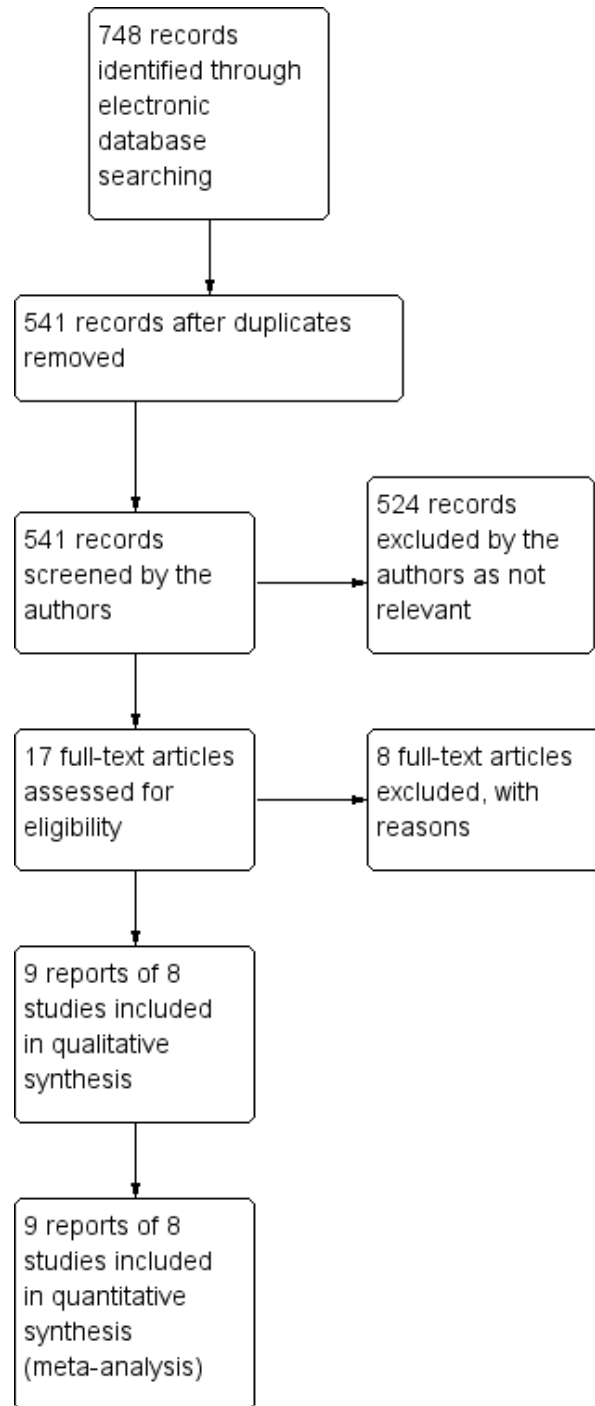 748 records
identified through
electronic
database
searching
541 records after duplicates
removed
541 records
screened by the
authors
524 records
excluded by the
authors as not
relevant
17 full-text articles
assessed for
eligibility
8 full-text articles
excluded, with
reasons
9 reports of 8
studies included
in qualitative
synthesis
9 reports of 8
studies included
in quantitative
synthesis
(meta-analysis)